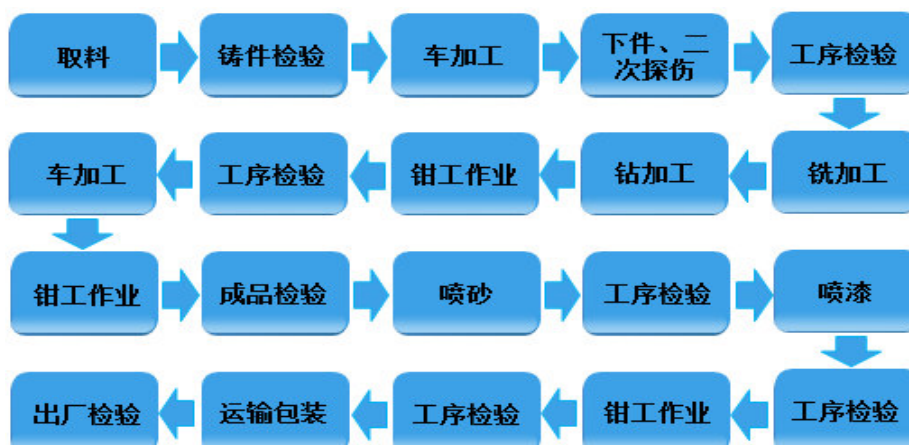 取料
铸件检验
车加工
下件、二
次探伤
工序检验
车加工
工序检验
钳工作业
钻加工
铣加工
钳工作业
成品检验
喷砂
工序检验
喷漆
出厂检验
运输包装
工序检验
钳工作业
工序检验